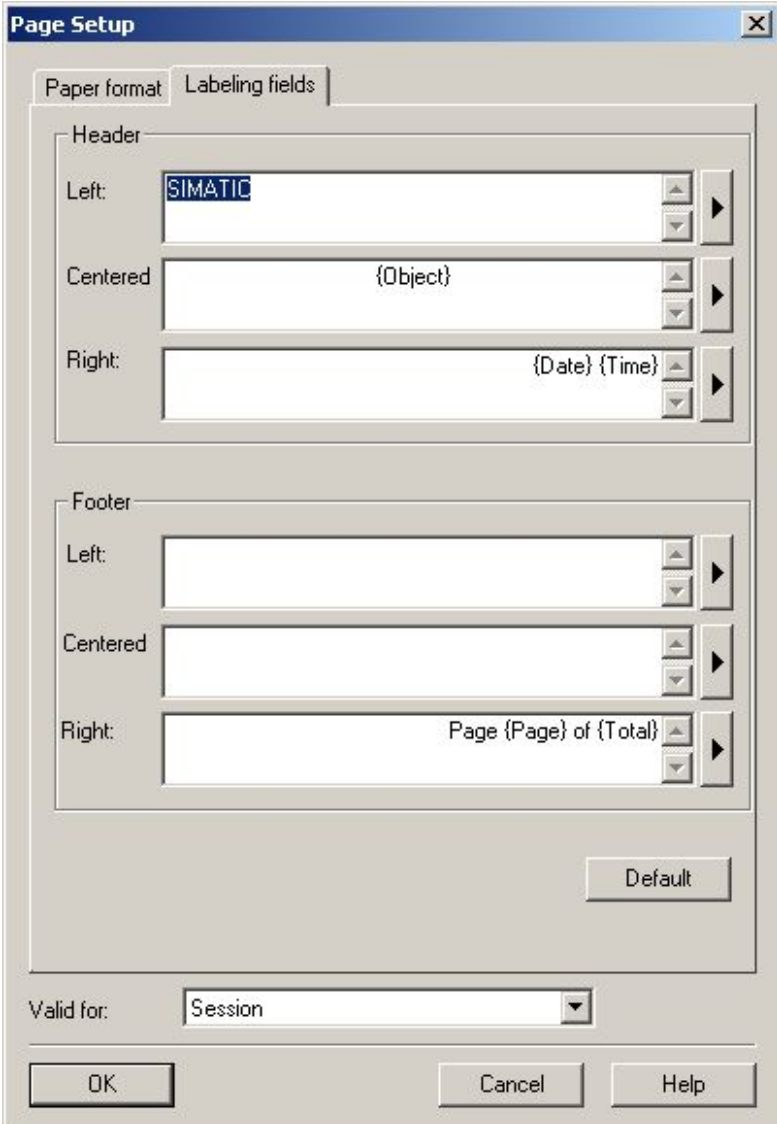 Page Setup
Paper format Labeling fields
Header
Left: SIMATIC
Centered {Object}
Right: {Date} {Time}
Footer
Left:
Centered
Right: Page {Page} of {Total}
Default
Valid for: Session
OK Cancel Help